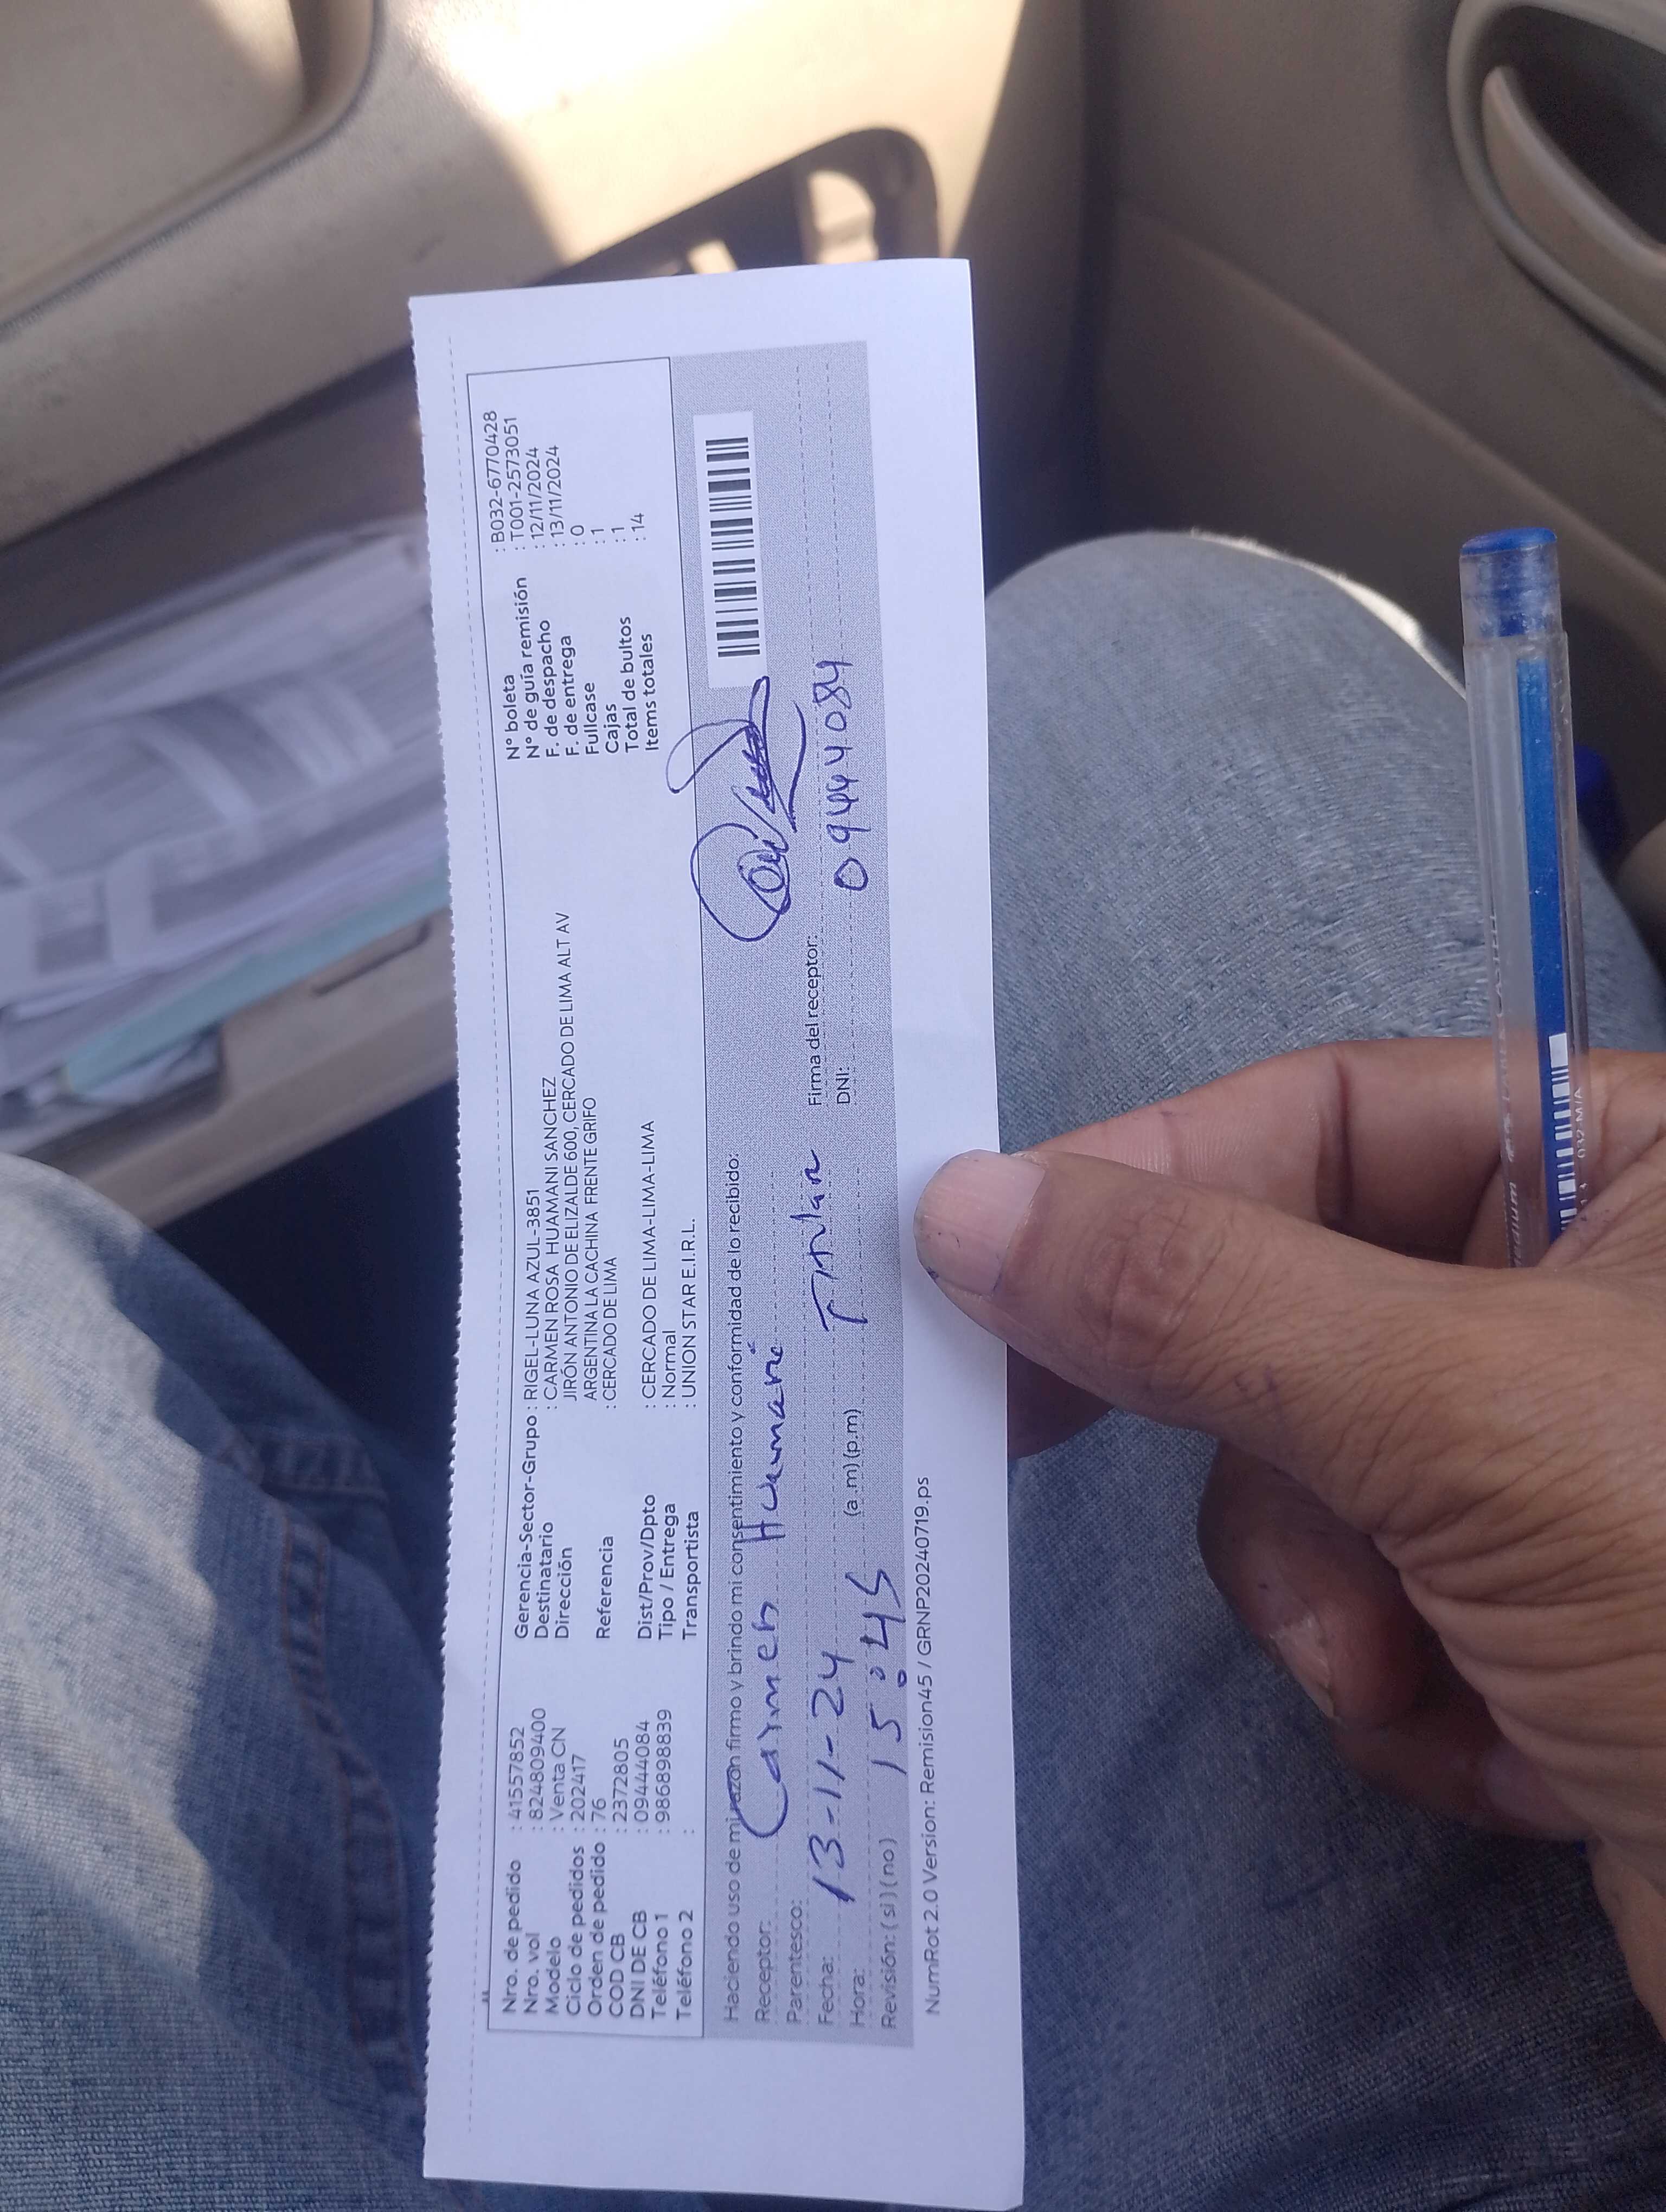 Nro. de pedido : 41557852
Nro. vol : 8248094​00
Modelo : Venta CN
Ciclo de pedidos : 202417
Orden de pedido : 76
COD CB : 2372805
DNI DE CB : 09444084
Teléfono 1 : 986898839
Teléfono 2 :
Gerencia-Sector-Grupo : RIGEL-LUNA AZUL-3851
Destinatario : CARMEN ROSA HUAMANI SANCHEZ
Dirección : JIRÓN ANTONIO DE ELIZALDE 600, CERCADO DE LIMA ALT AV
ARGENTINA LA CACHINA FRENTE GRIFO
Referencia : CERCADO DE LIMA
Dist/Prov/Dpto : CERCADO DE LIMA-LIMA-LIMA
Tipo / Entrega : Normal
Transportista : UNION STAR E.I.R.L.
N° boleta : B032-6770428
N° de guía remisión : T001-2573051
F. de despacho : 12/11/2024
F. de entrega : 13/11/2024
Fullcase : 0
Cajas : 1
Total de bultos : 1
Items totales : 14
Haciendo uso de mi razón firmo y brindo mi consentimiento y conformidad de lo recibido:
Receptor: Carmen Huamaní
Parentesco: Titular
Firma del receptor:
Fecha: 13-11-24
DNI: 09444084
Hora: 15:45 (a.m) (p.m)
Revisión: ( si ) ( no )
NumRot 2.0 Version: Remision45 / GRNP20240719.ps